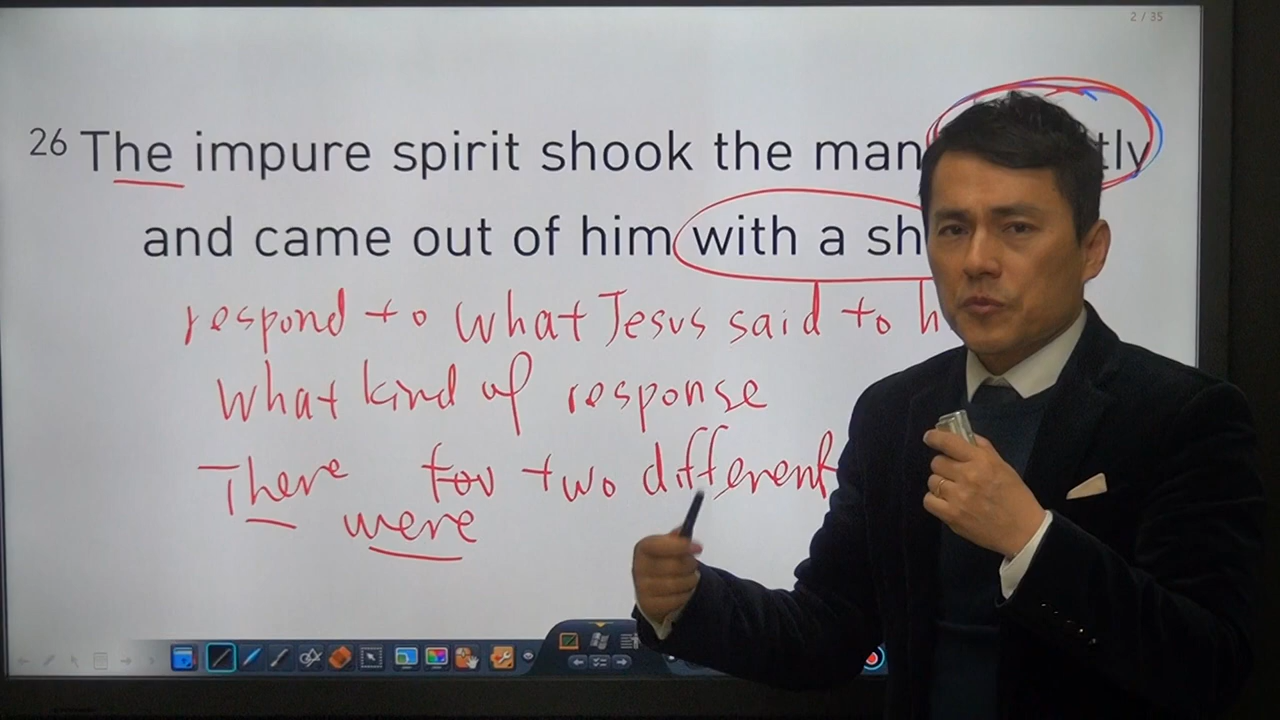 2 / 35
26 The impure spirit shook the man tly
and came out of him with a sh
respond to what Jesus said to h
what kind of response
There for two different
were